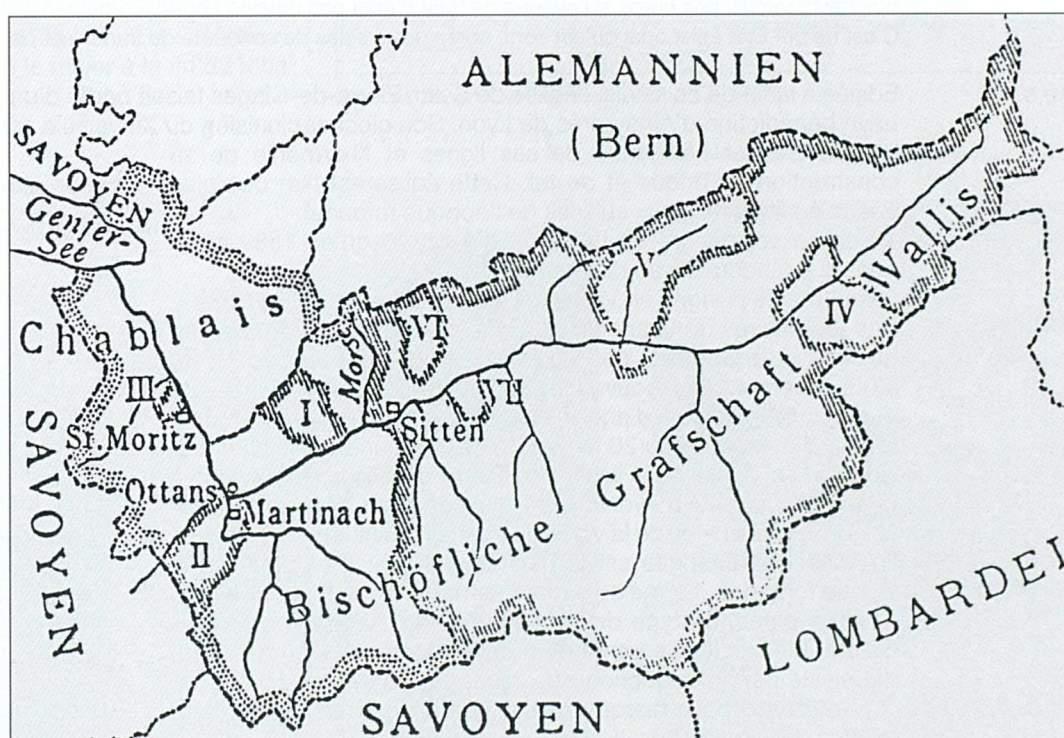 ALEMANNIEN
Bern
SAVOYEN
Genfer-
See
Chablais
Wallis
V
IV
VI
VII
Morse
III
I
Sitten
St. Moritz
Grafschaft
Ottans
Martinach
II
Bischöfliche
SAVOYEN
LOMBARDEI
SAVOYEN